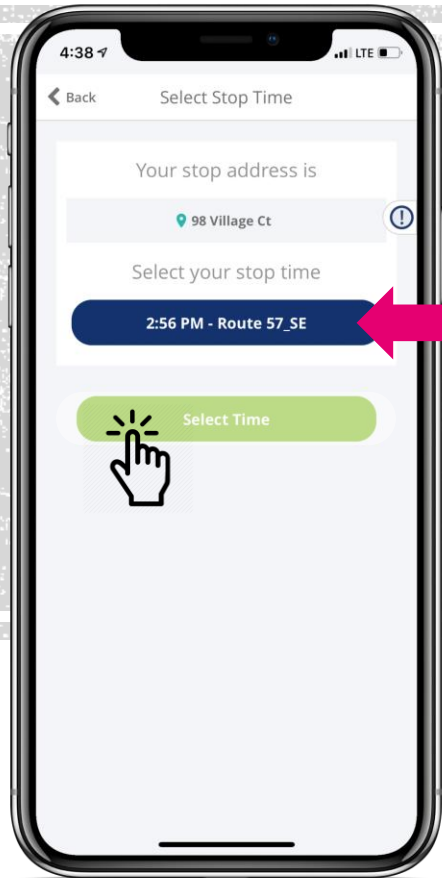 4:38 LTE
Back Select Stop Time
Your stop address is
98 Village Ct
Select your stop time
2:56 PM - Route 57_SE
Select Time